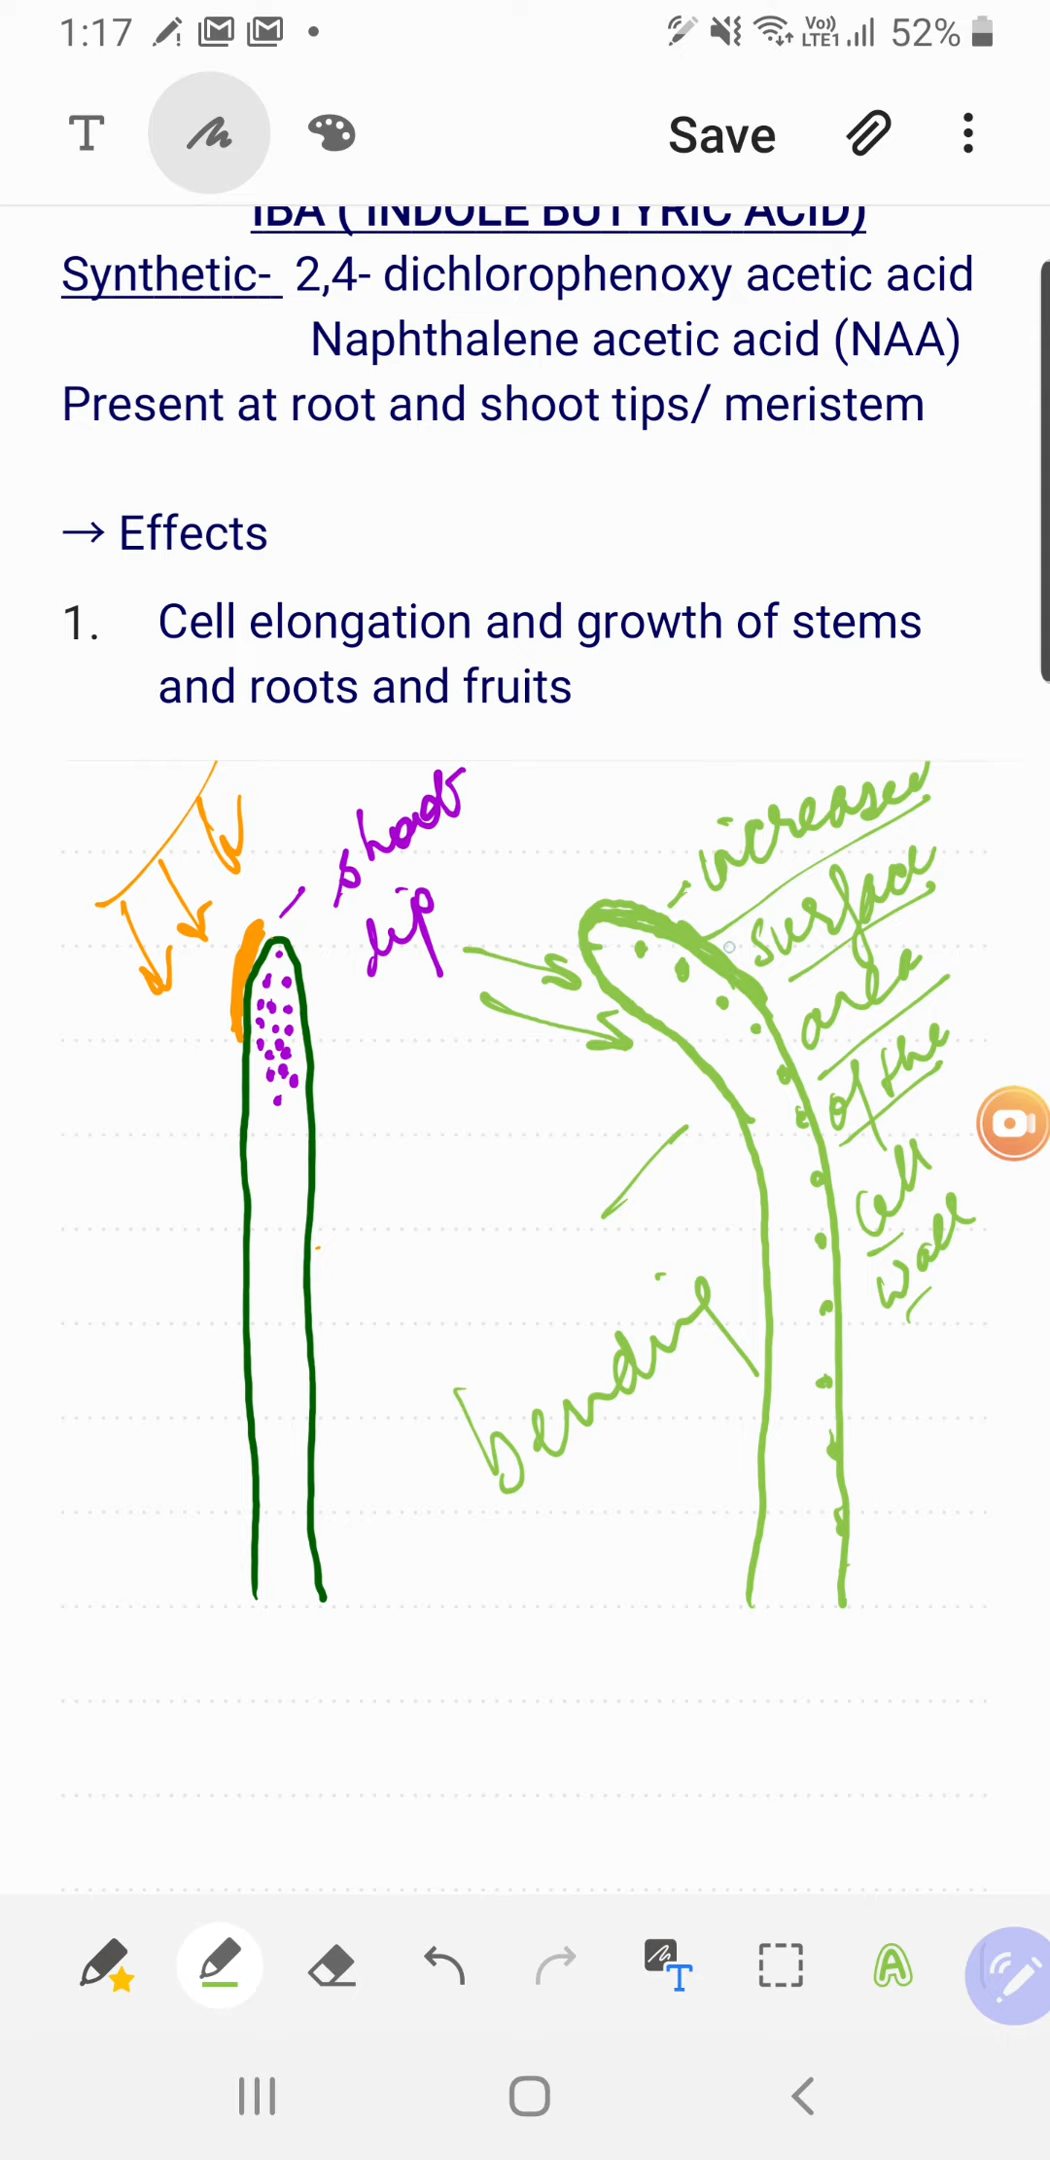 1:17
Vo)) LTE1 52%
T Save
IBA ( INDOLE BUTYRIC ACID)
Synthetic- 2,4- dichlorophenoxy acetic acid
Naphthalene acetic acid (NAA)
Present at root and shoot tips/ meristem
→ Effects
1. Cell elongation and growth of stems
and roots and fruits
shoot
tip
increased
surface
area
of the
cell
wall
bending
T
A